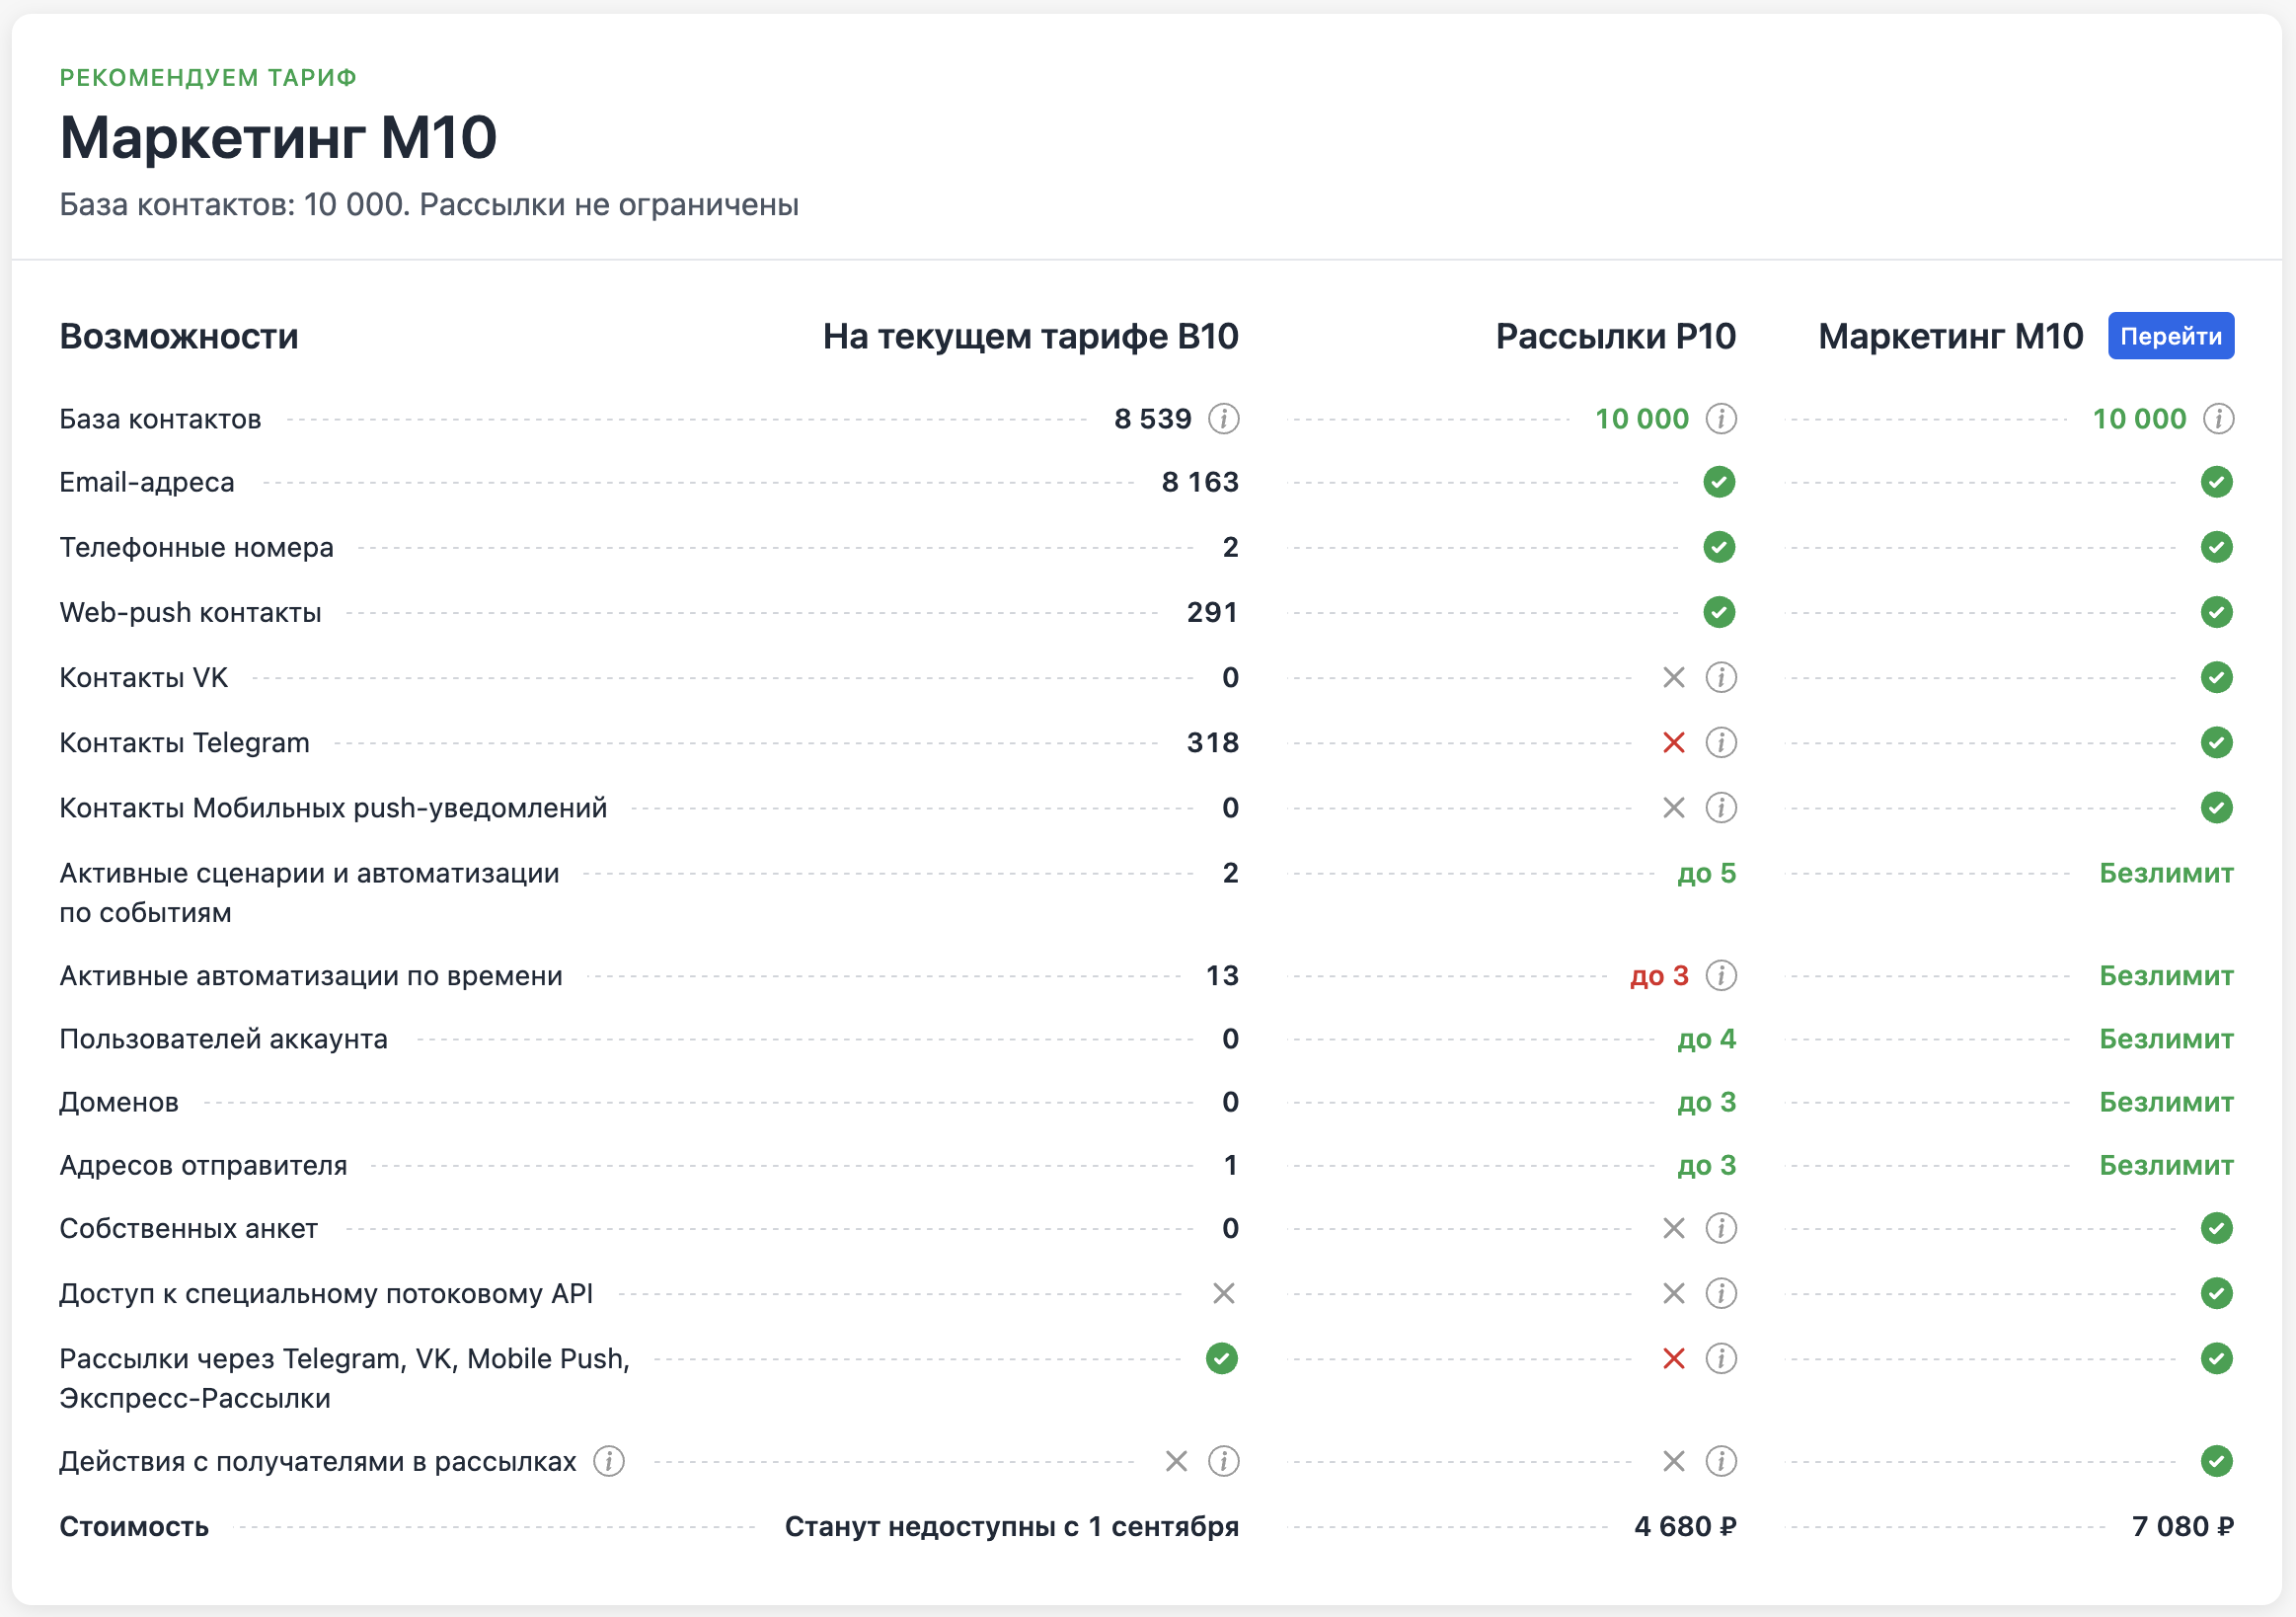 РЕКОМЕНДУЕМ ТАРИФ
Маркетинг М10
База контактов: 10 000. Рассылки не ограничены
Возможности На текущем тарифе B10 Рассылки Р10 Маркетинг М10 Перейти
База контактов 8 539 10 000 10 000
Email-адреса 8 163
Телефонные номера 2
Web-push контакты 291
Контакты VK 0
Контакты Telegram 318
Контакты Мобильных push-уведомлений 0
Активные сценарии и автоматизации 2 до 5 Безлимит
по событиям
Активные автоматизации по времени 13 до 3 Безлимит
Пользователей аккаунта 0 до 4 Безлимит
Доменов 0 до 3 Безлимит
Адресов отправителя 1 до 3 Безлимит
Собственных анкет 0
Доступ к специальному потоковому API
Рассылки через Telegram, VK, Mobile Push,
Экспресс-Рассылки
Действия с получателями в рассылках
Стоимость Станут недоступны с 1 сентября 4 680 ₽ 7 080 ₽